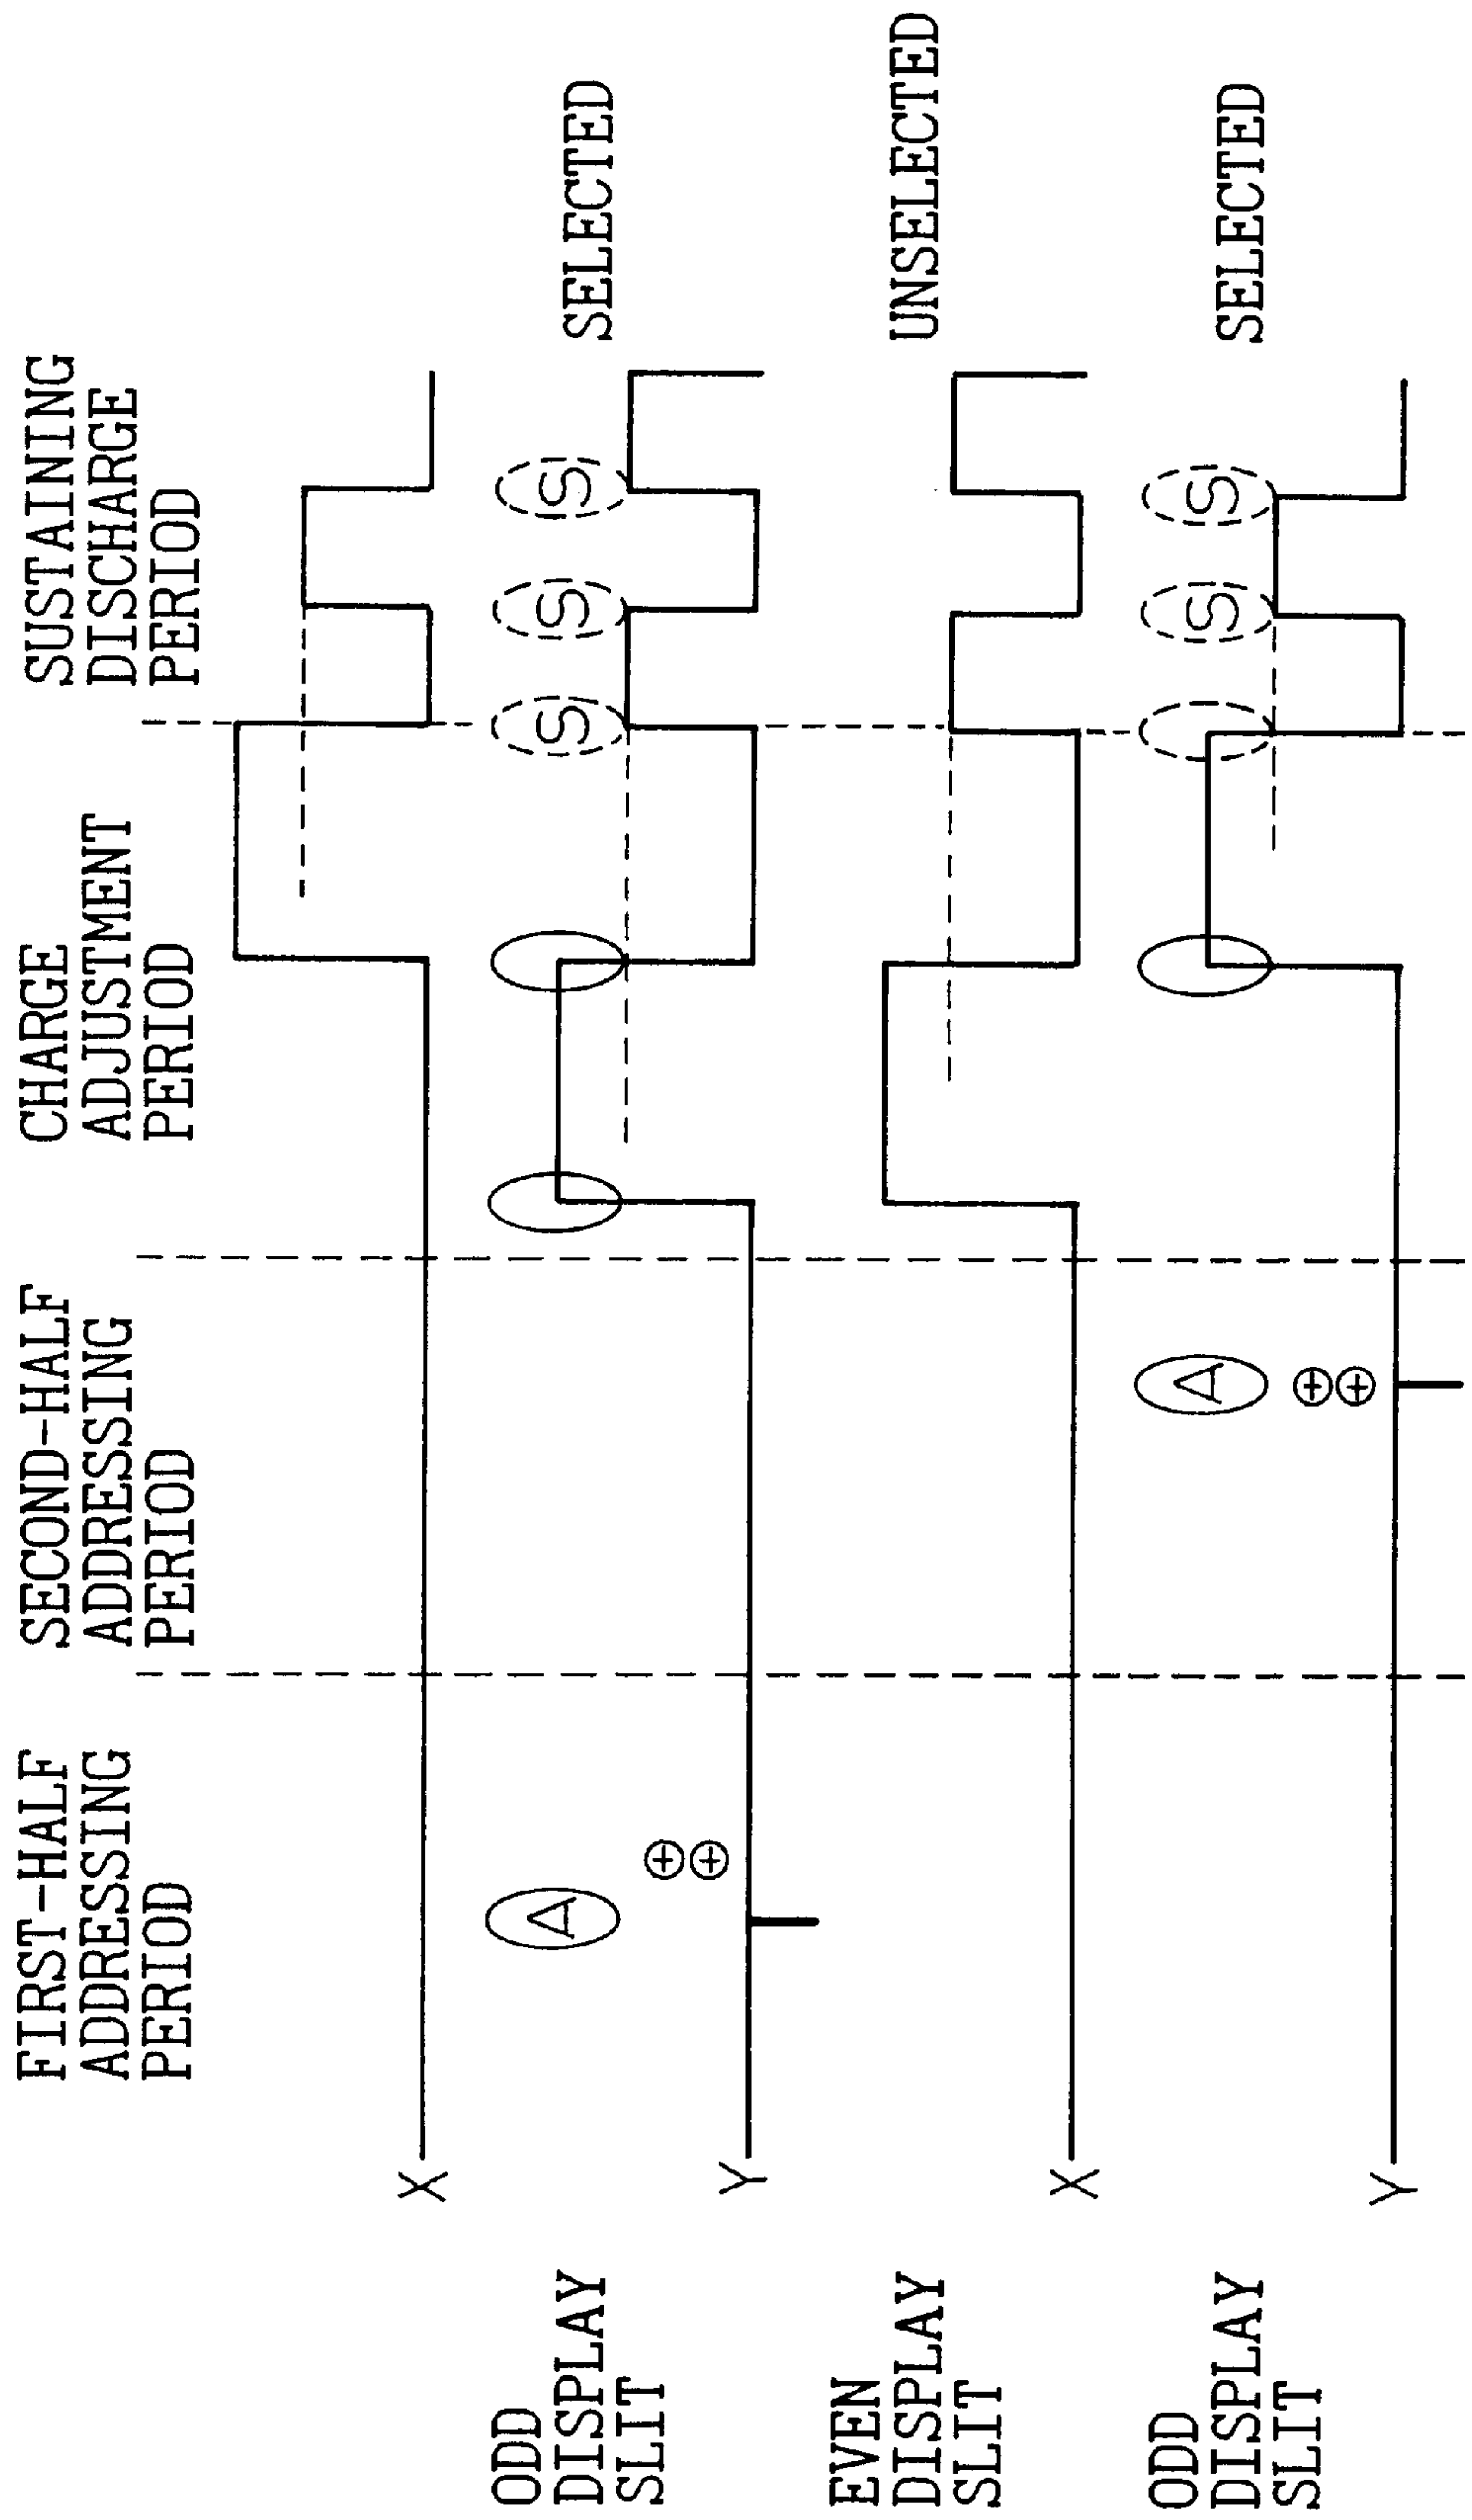 FIRST-HALF
ADDRESSING
PERIOD
SECOND-HALF
ADDRESSING
PERIOD
CHARGE
ADJUSTMENT
PERIOD
SUSTAINING
DISCHARGE
PERIOD
X
ODD
DISPLAY
SLIT
A
S
S
S
SELECTED
Y
EVEN
DISPLAY
SLIT
UNSELECTED
X
ODD
DISPLAY
SLIT
A
S
S
SELECTED
Y